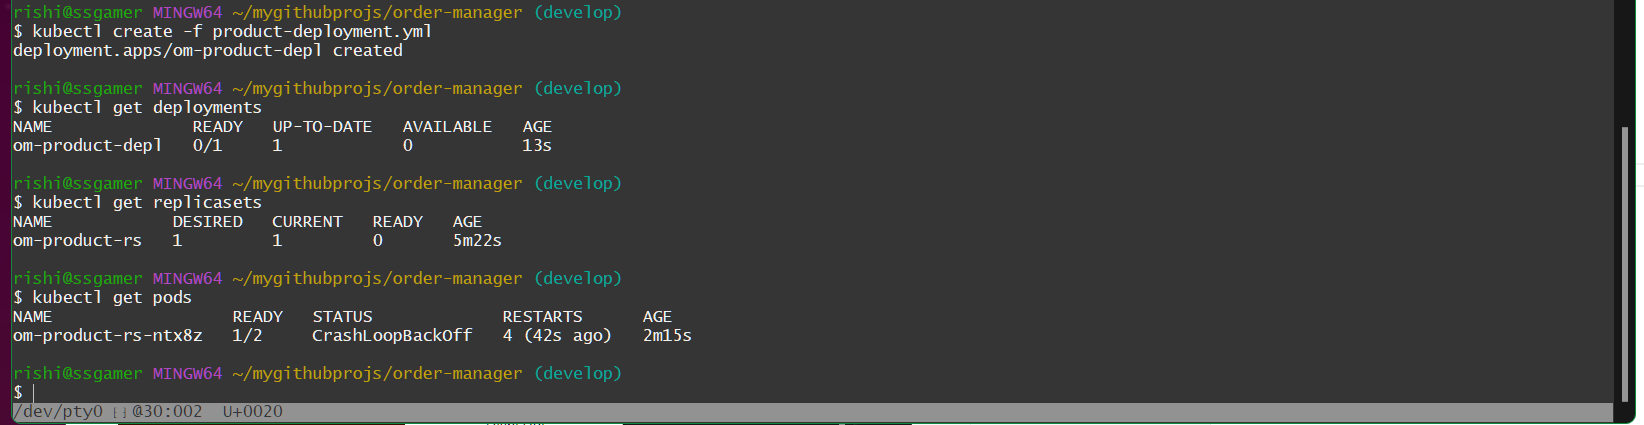 rishi@ssgamer MINGW64 ~/mygithubprojs/order-manager (develop)
$ kubectl create -f product-deployment.yml
deployment.apps/om-product-depl created
rishi@ssgamer MINGW64 ~/mygithubprojs/order-manager (develop)
$ kubectl get deployments
NAME READY UP-TO-DATE AVAILABLE AGE
om-product-depl 0/1 1 0 13s
rishi@ssgamer MINGW64 ~/mygithubprojs/order-manager (develop)
$ kubectl get replicasets
NAME DESIRED CURRENT READY AGE
om-product-rs 1 1 0 5m22s
rishi@ssgamer MINGW64 ~/mygithubprojs/order-manager (develop)
$ kubectl get pods
NAME READY STATUS RESTARTS AGE
om-product-rs-ntx8z 1/2 CrashLoopBackOff 4 (42s ago) 2m15s
rishi@ssgamer MINGW64 ~/mygithubprojs/order-manager (develop)
$
/dev/pty0 @30:002 U+0020